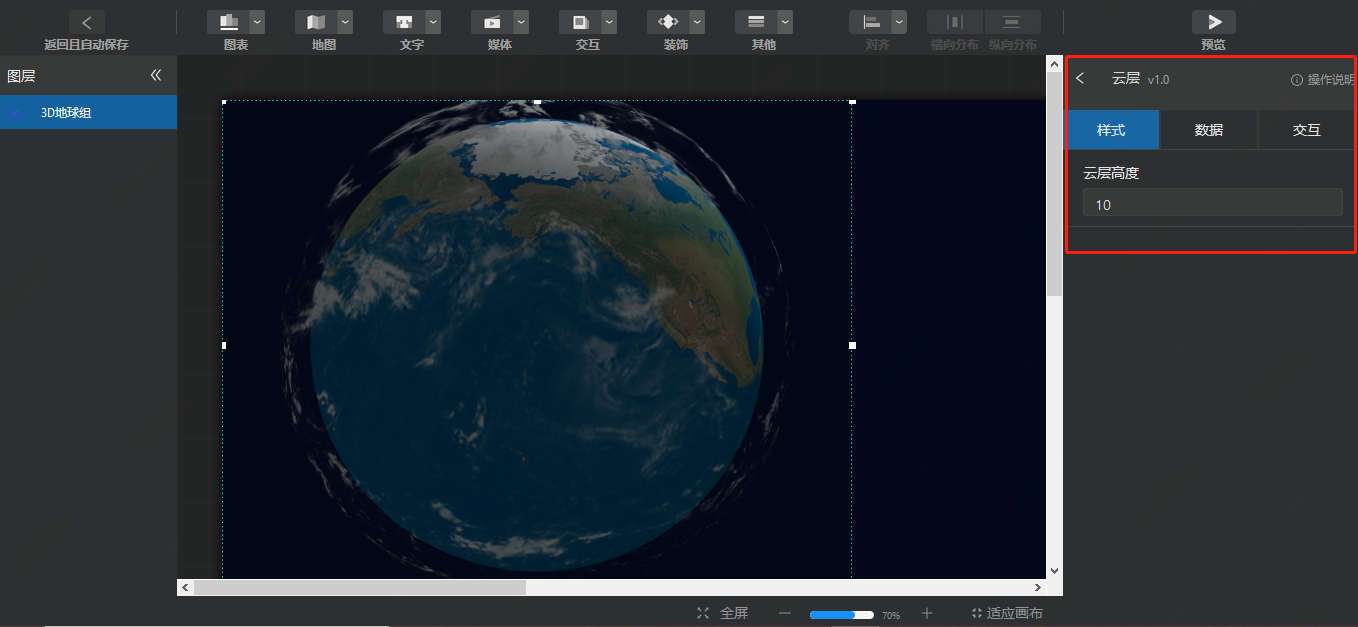 返回且自动保存
图表
地图
文字
媒体
交互
装饰
其他
对齐
横向分布
纵向分布
预览
图层
3D地球组
云层 v1.0
操作说明
样式
数据
交互
云层高度
10
全屏
70%
适应画布